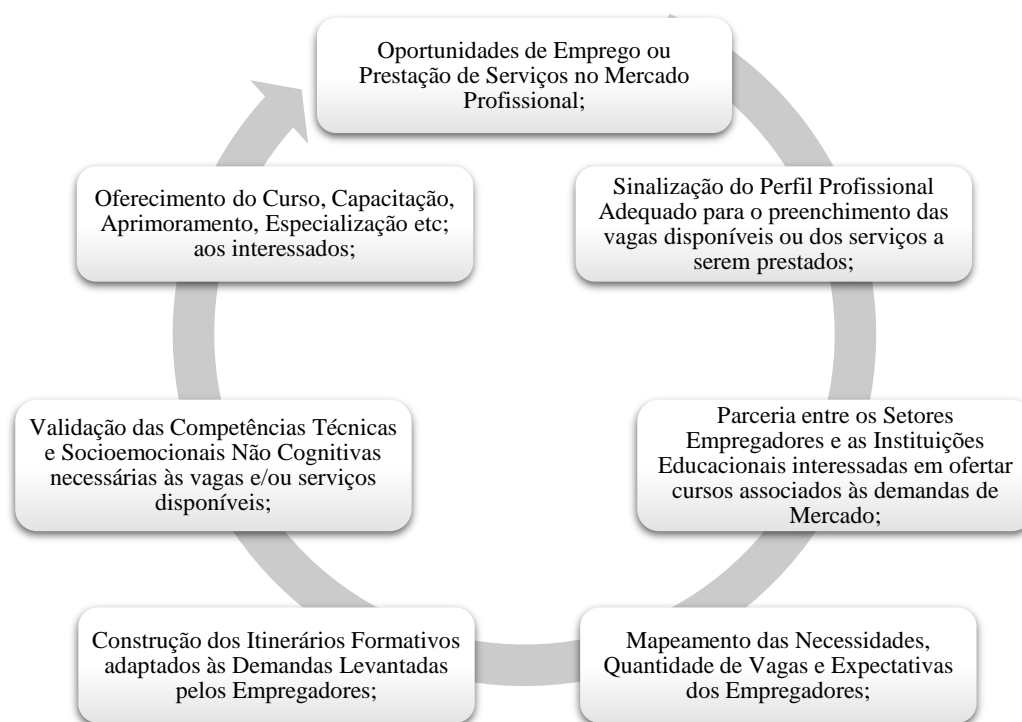 Oportunidades de Emprego ou
Prestação de Serviços no Mercado
Profissional;
Sinalização do Perfil Profissional
Adequado para o preenchimento das
vagas disponíveis ou dos serviços a
serem prestados;
Parceria entre os Setores
Empregadores e as Instituições
Educacionais interessadas em ofertar
cursos associados às demandas de
Mercado;
Mapeamento das Necessidades,
Quantidade de Vagas e Expectativas
dos Empregadores;
Construção dos Itinerários Formativos
adaptados às Demandas Levantadas
pelos Empregadores;
Validação das Competências Técnicas
e Socioemocionais Não Cognitivas
necessárias às vagas e/ou serviços
disponíveis;
Oferecimento do Curso, Capacitação,
Aprimoramento, Especialização etc;
aos interessados;